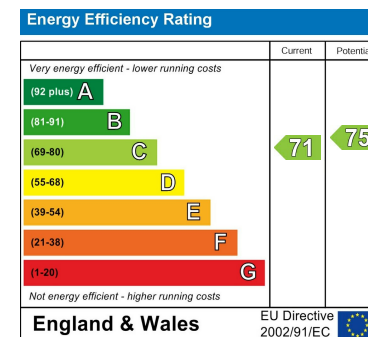 Energy Efficiency Rating
Current Potentia
Very energy efficient - lower running costs
(92 plus) A
(81-91) B
(69-80) C
71
75
(55-68) D
(39-54) E
(21-38) F
(1-20) G
Not energy efficient - higher running costs
England & Wales
EU Directive
2002/91/EC